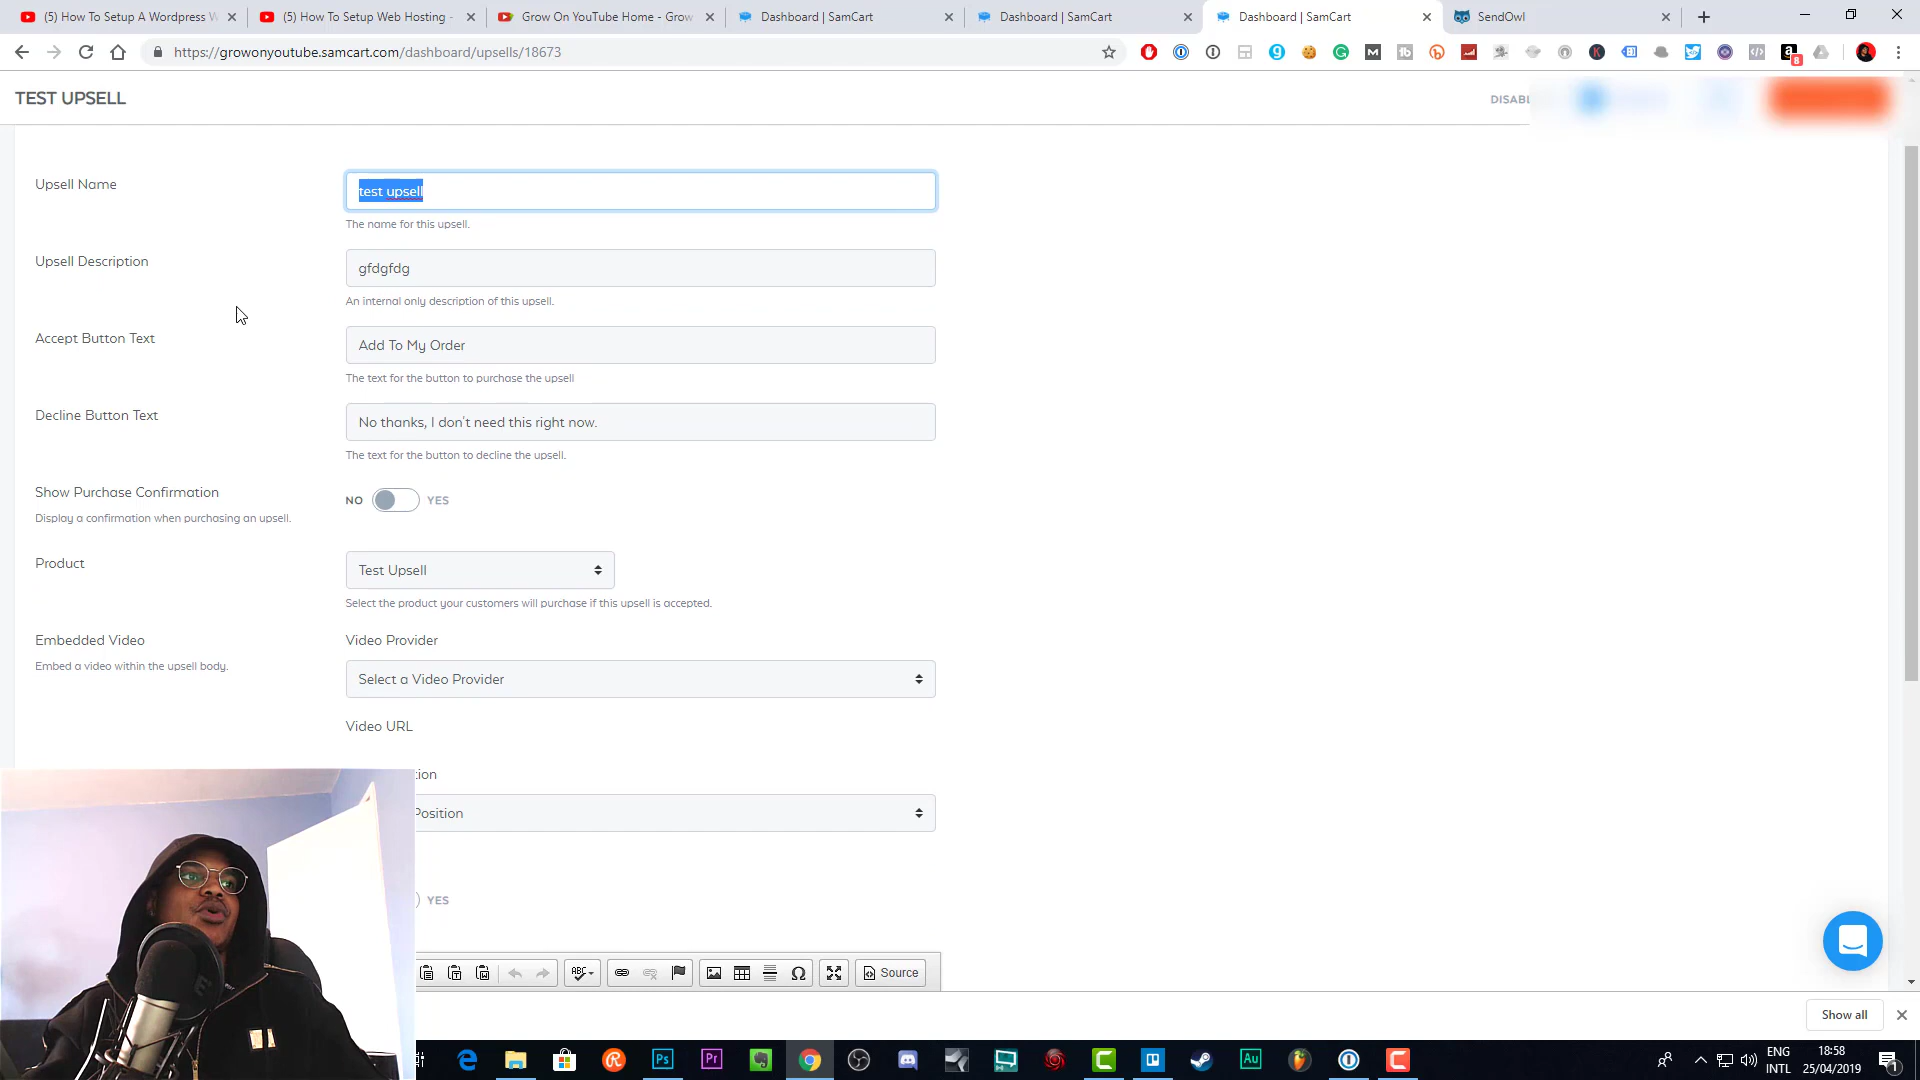 (5) How To Setup A Wordpress W
(5) How To Setup Web Hosting -
Grow On YouTube Home - Grow
Dashboard | SamCart
Dashboard | SamCart
Dashboard | SamCart
SendOwl
https://growonyoutube.samcart.com/dashboard/upsells/18673
8
TEST UPSELL
DISABL
Upsell Name
test upsell
The name for this upsell.
Upsell Description
gfdgfdg
An internal only description of this upsell.
Accept Button Text
Add To My Order
The text for the button to purchase the upsell
Decline Button Text
No thanks, I don't need this right now.
The text for the button to decline the upsell.
Show Purchase Confirmation
NO
YES
Display a confirmation when purchasing an upsell.
Product
Test Upsell
Select the product your customers will purchase if this upsell is accepted.
Embedded Video
Video Provider
Embed a video within the upsell body.
Select a Video Provider
Video URL
tion
Position
YES
ABC
Source
Show all
Ps
Pr
Au
ENG
INTL
18:58
25/04/2019
1